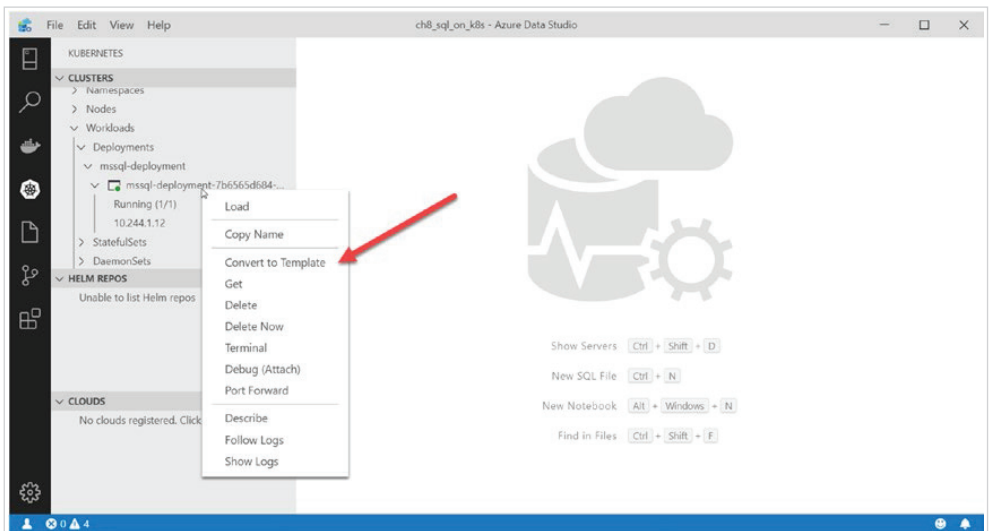 File Edit View Help
ch8_sql_on_k8s - Azure Data Studio
KUBERNETES
CLUSTERS
Namespaces
Nodes
Workloads
Deployments
mssql-deployment
mssql-deployment-7b6565d684-...
Running (1/1)
10.244.1.12
StatefulSets
DaemonSets
HELM REPOS
Unable to list Helm repos
CLOUDS
No clouds registered. Click
Load
Copy Name
Convert to Template
Get
Delete
Delete Now
Terminal
Debug (Attach)
Port Forward
Describe
Follow Logs
Show Logs
Show Servers Ctrl + Shift + D
New SQL File Ctrl + N
New Notebook Alt + Windows + N
Find in Files Ctrl + Shift + F
0 4